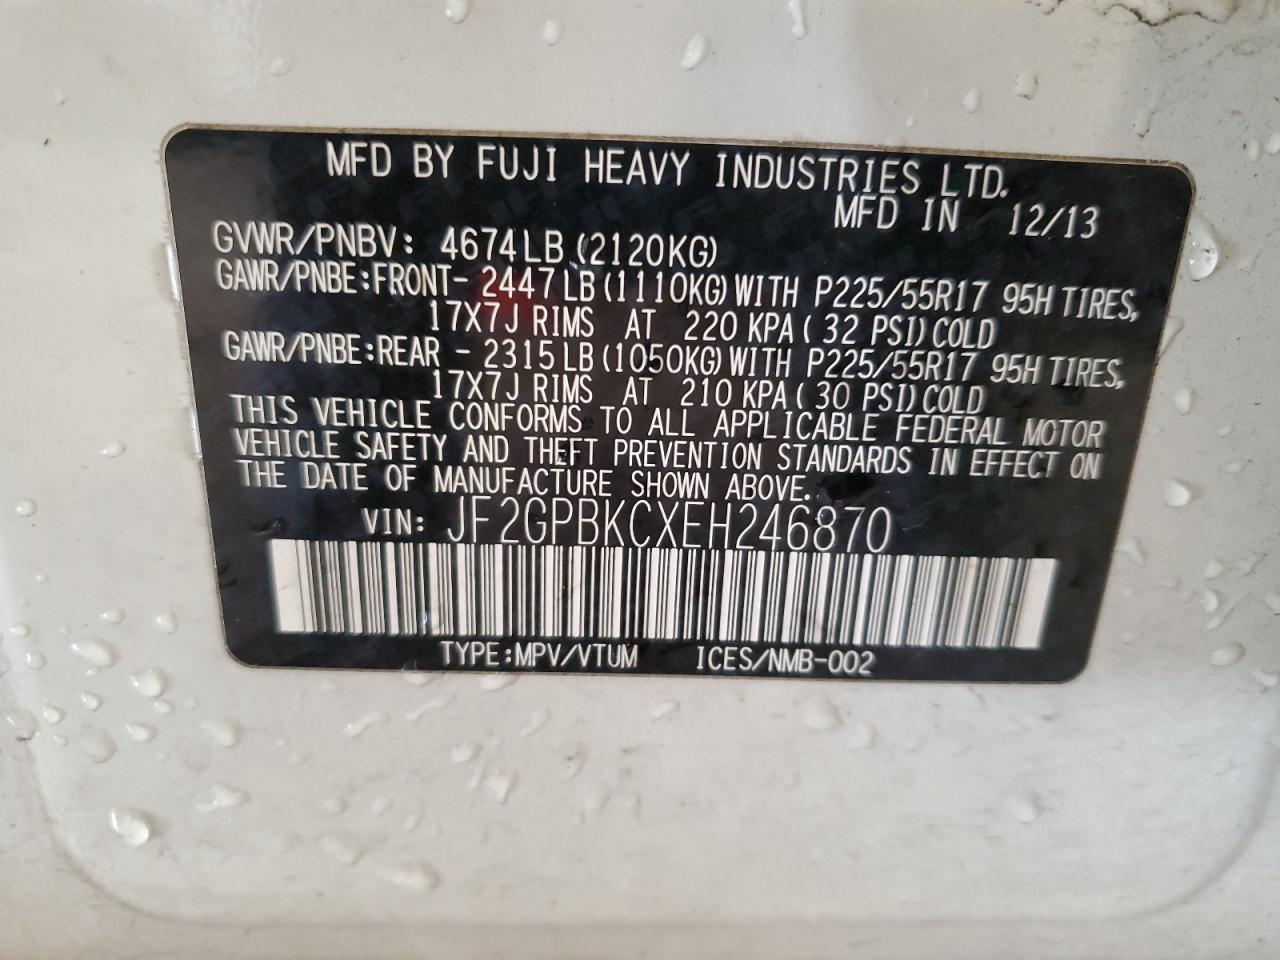 MFD BY FUJI HEAVY INDUSTRIES LTD.
MFD IN 12/13
GVWR/PNBV: 4674LB (2120KG)
GAWR/PNBE:FRONT- 2447LB (1110KG) WITH P225/55R17 95H TIRES,
17X7J RIMS AT 220 KPA ( 32 PSI) COLD
GAWR/PNBE:REAR - 2315LB (1050KG) WITH P225/55R17 95H TIRES,
17X7J RIMS AT 210 KPA ( 30 PSI) COLD
THIS VEHICLE CONFORMS TO ALL APPLICABLE FEDERAL MOTOR
VEHICLE SAFETY AND THEFT PREVENTION STANDARDS IN EFFECT ON
THE DATE OF MANUFACTURE SHOWN ABOVE.
VIN: JF2GPBKCXEH246870
TYPE:MPV/VTUM ICES/NMB-002